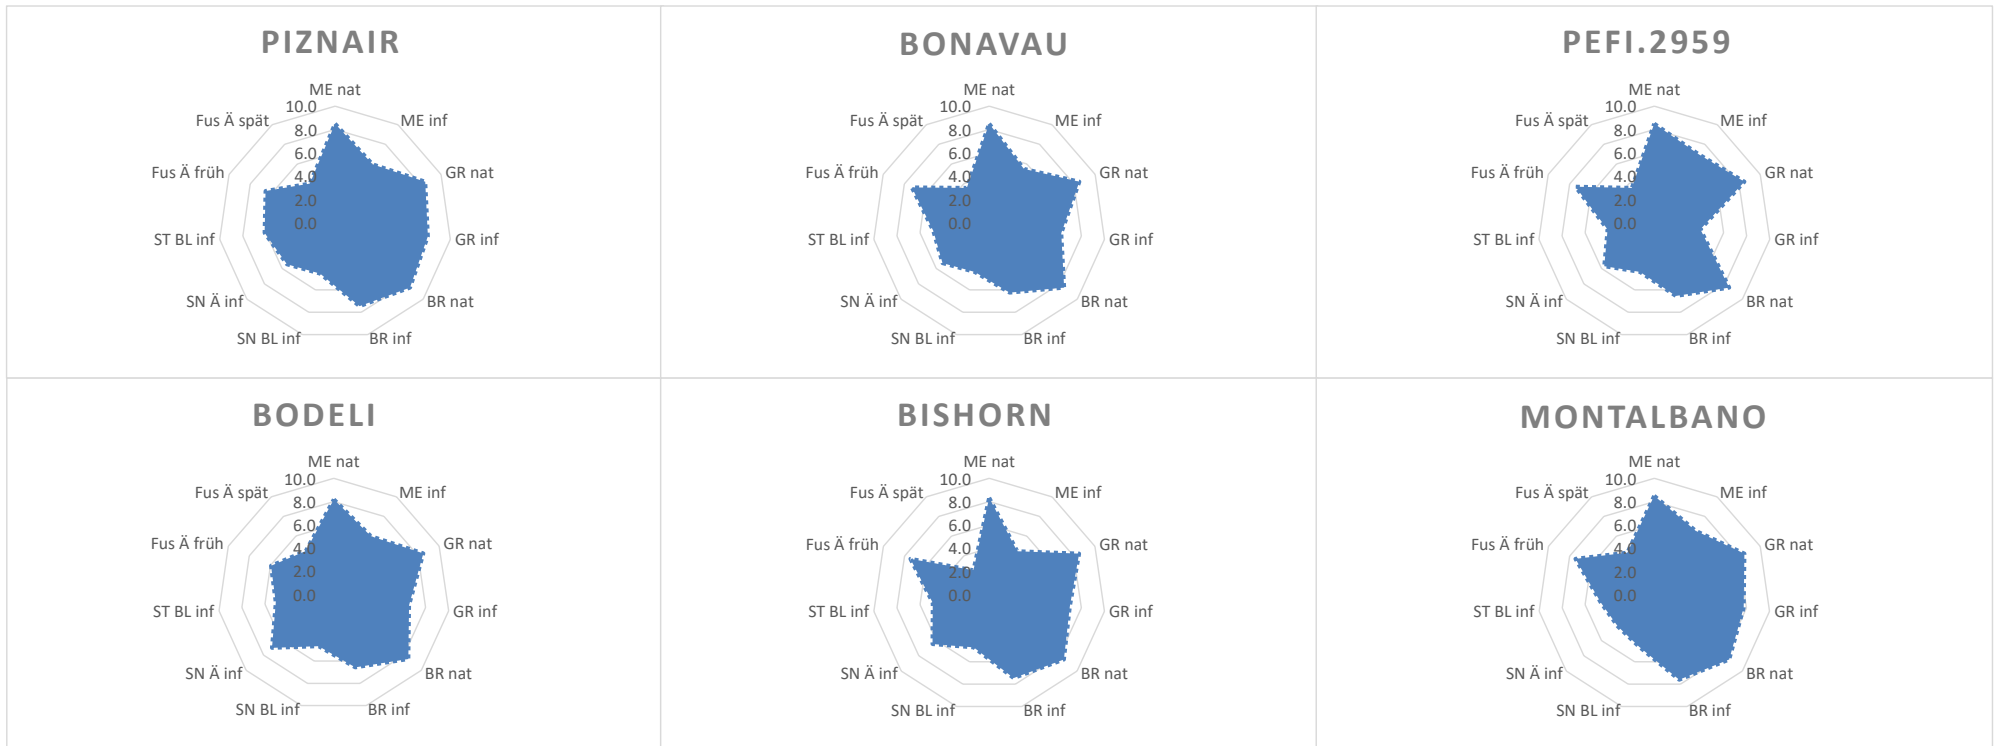 PIZNAIR
ME nat
ME inf
GR nat
GR inf
BR nat
BR inf
SN BL inf
SN Ä inf
ST BL inf
Fus Ä früh
Fus Ä spät
10.0
8.0
6.0
4.0
2.0
0.0
BONAVAU
ME nat
ME inf
GR nat
GR inf
BR nat
BR inf
SN BL inf
SN Ä inf
ST BL inf
Fus Ä früh
Fus Ä spät
10.0
8.0
6.0
4.0
2.0
0.0
PEFI.2959
ME nat
ME inf
GR nat
GR inf
BR nat
BR inf
SN BL inf
SN Ä inf
ST BL inf
Fus Ä früh
Fus Ä spät
10.0
8.0
6.0
4.0
2.0
0.0
BODELI
ME nat
ME inf
GR nat
GR inf
BR nat
BR inf
SN BL inf
SN Ä inf
ST BL inf
Fus Ä früh
Fus Ä spät
10.0
8.0
6.0
4.0
2.0
0.0
BISHORN
ME nat
ME inf
GR nat
GR inf
BR nat
BR inf
SN BL inf
SN Ä inf
ST BL inf
Fus Ä früh
Fus Ä spät
10.0
8.0
6.0
4.0
2.0
0.0
MONTALBANO
ME nat
ME inf
GR nat
GR inf
BR nat
BR inf
SN BL inf
SN Ä inf
ST BL inf
Fus Ä früh
Fus Ä spät
10.0
8.0
6.0
4.0
2.0
0.0